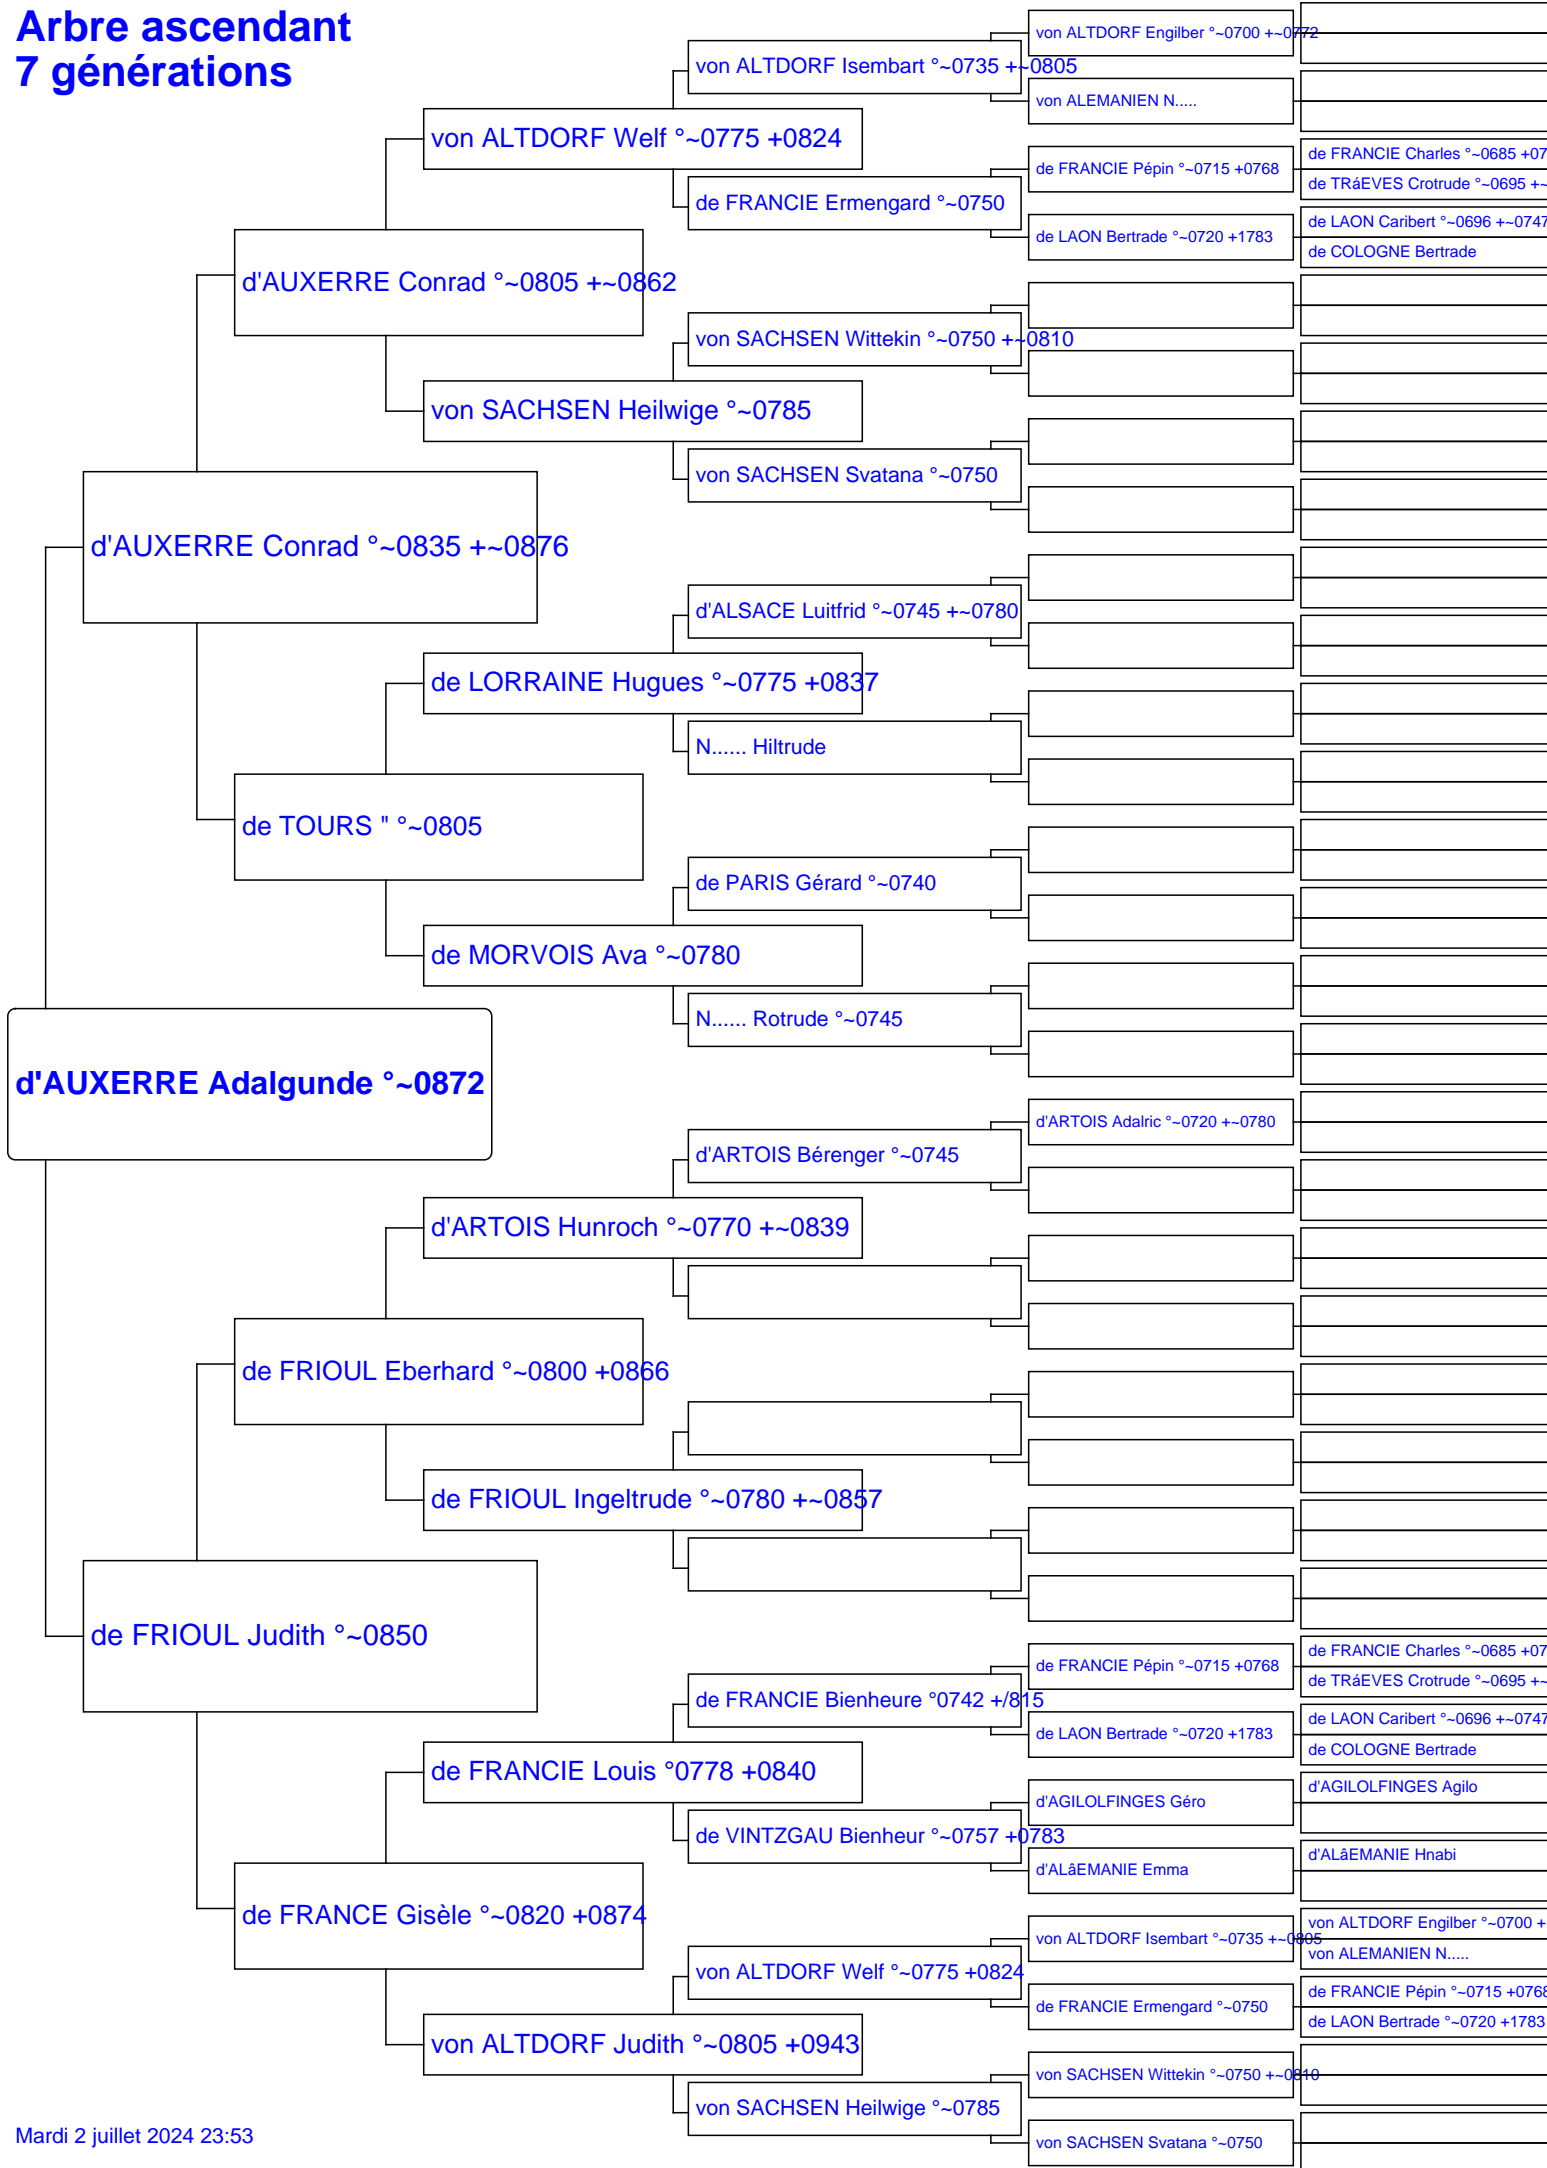 Arbre ascendant
7 générations
von ALTDORF Engilber °~0700 +~0772
von ALTDORF Isembart °~0735 +~0805
von ALEMANIEN N.....
von ALTDORF Welf °~0775 +0824
de FRANCIE Charles °~0685 +07
de FRANCIE Pépin °~0715 +0768
de TRáEVES Crotrude °~0695 +~
de FRANCIE Ermengard °~0750
de LAON Caribert °~0696 +~0747
de LAON Bertrade °~0720 +1783
de COLOGNE Bertrade
d'AUXERRE Conrad °~0805 +~0862
von SACHSEN Wittekin °~0750 +~0810
von SACHSEN Heilwige °~0785
von SACHSEN Svatana °~0750
d'AUXERRE Conrad °~0835 +~0876
d'ALSACE Luitfrid °~0745 +~0780
de LORRAINE Hugues °~0775 +0837
N...... Hiltrude
de TOURS " °~0805
de PARIS Gérard °~0740
de MORVOIS Ava °~0780
N...... Rotrude °~0745
d'AUXERRE Adalgunde °~0872
d'ARTOIS Adalric °~0720 +~0780
d'ARTOIS Bérenger °~0745
d'ARTOIS Hunroch °~0770 +~0839
de FRIOUL Eberhard °~0800 +0866
de FRIOUL Ingeltrude °~0780 +~0857
de FRIOUL Judith °~0850
de FRANCIE Charles °~0685 +07
de FRANCIE Pépin °~0715 +0768
de TRáEVES Crotrude °~0695 +~
de FRANCIE Bienheure °0742 +/815
de LAON Caribert °~0696 +~0747
de LAON Bertrade °~0720 +1783
de COLOGNE Bertrade
de FRANCIE Louis °0778 +0840
d'AGILOLFINGES Agilo
d'AGILOLFINGES Géro
de VINTZGAU Bienheur °~0757 +0783
d'ALâEMANIE Hnabi
d'ALâEMANIE Emma
de FRANCE Gisèle °~0820 +0874
von ALTDORF Engilber °~0700 +
von ALTDORF Isembart °~0735 +~0805
von ALEMANIEN N.....
von ALTDORF Welf °~0775 +0824
de FRANCIE Pépin °~0715 +0768
de FRANCIE Ermengard °~0750
de LAON Bertrade °~0720 +1783
von ALTDORF Judith °~0805 +0943
von SACHSEN Wittekin °~0750 +~0810
von SACHSEN Heilwige °~0785
von SACHSEN Svatana °~0750
Mardi 2 juillet 2024 23:53